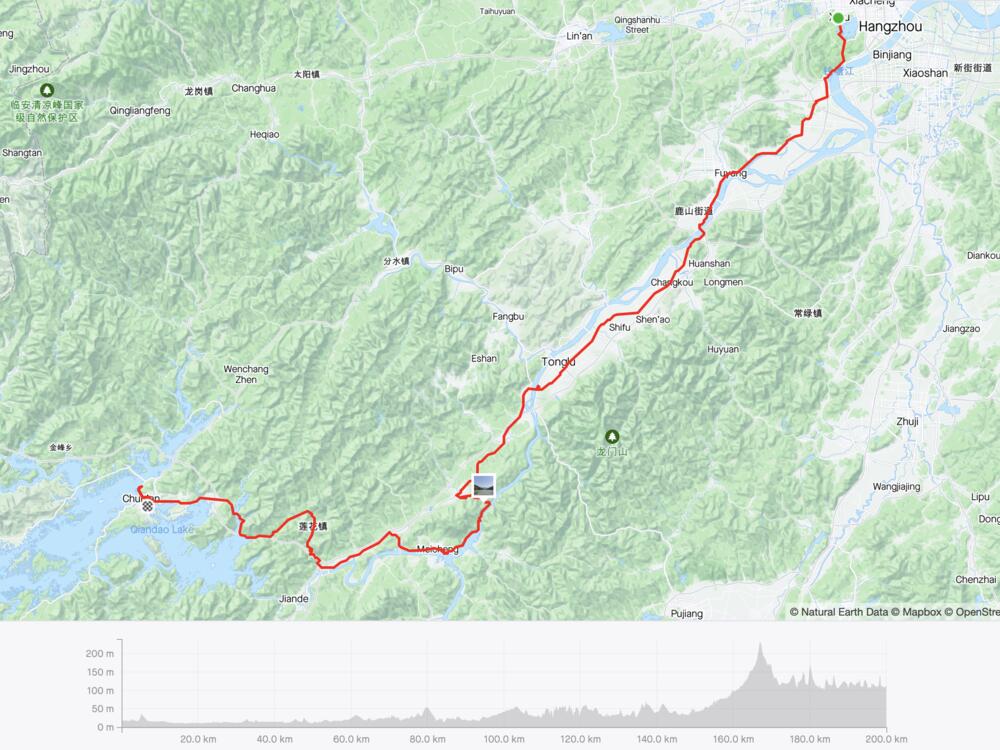 Xiacheng
Taihuyuan
Qingshanhu
Street
Lin'an
Hangzhou
Binjiang
Xiaoshan
新街街道
Jingzhou
太阳镇
龙岗镇
Changhua
临安清凉峰国家
级自然保护区
Qingliangfeng
Heqiao
Shangtan
Fuyang
鹿山街道
分水镇
Bipu
Huanshan
Changkou
Longmen
Diankou
Fangbu
Shifu
Shen'ao
常绿镇
Jiangzao
Eshan
Tonglu
Huyuan
Wenchang
Zhen
Zhuji
龙门山
金峰乡
Wangjiajing
Lipu
Chun'an
Qiandao Lake
莲花镇
Meicheng
Dong
Chenzhai
Jiande
Pujiang
© Natural Earth Data © Mapbox © OpenStre
200 m
150 m
100 m
50 m
0 m
20.0 km
40.0 km
60.0 km
80.0 km
100.0 km
120.0 km
140.0 km
160.0 km
180.0 km
200.0 km